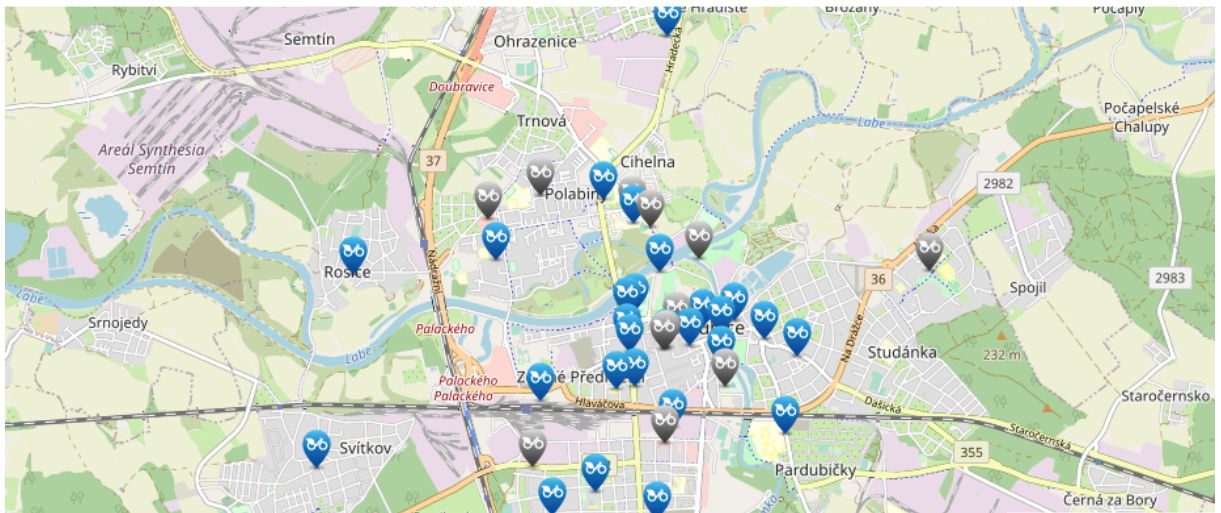 Hradiště
Brozany
Počaply
Semtín
Ohrazenice
Hradecká
Rybitví
Doubravice
Labe
Počapelské
Chalupy
Trnová
Areál Synthesia
Semtín
37
Cihelna
2982
Polabin
Nádražní
Rosice
36
2983
Labe
Spojil
Srnojedy
Palackého
Labe
Na Drážce
Studánka
232 m
Palackého
Palackého
Hlaváčova
Dašická
Staročernsko
Staročernská
Svítkov
355
Pardubičky
Černá za Bory